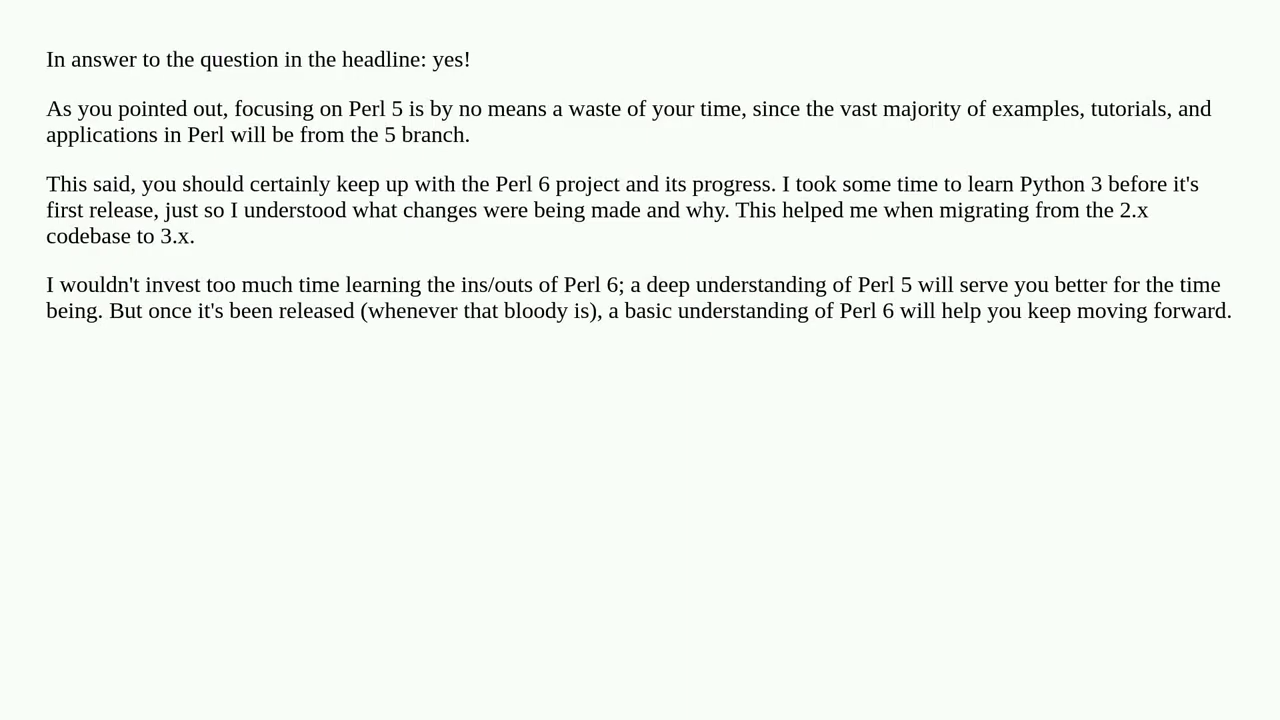 In answer to the question in the headline: yes!
As you pointed out, focusing on Perl 5 is by no means a waste of your time, since the vast majority of examples, tutorials, and
applications in Perl will be from the 5 branch.
This said, you should certainly keep up with the Perl 6 project and its progress. I took some time to learn Python 3 before it's
first release, just so I understood what changes were being made and why. This helped me when migrating from the 2.x
codebase to 3.x.
I wouldn't invest too much time learning the ins/outs of Perl 6; a deep understanding of Perl 5 will serve you better for the time
being. But once it's been released (whenever that bloody is), a basic understanding of Perl 6 will help you keep moving forward.